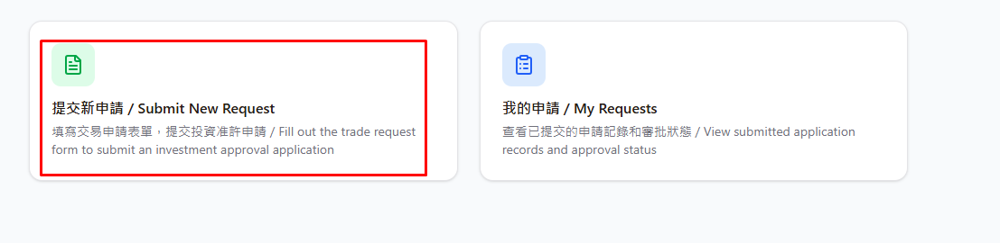 提交新申請 / Submit New Request
填寫交易申請表單，提交投資准許申請 / Fill out the trade request
form to submit an investment approval application
我的申請 / My Requests
查看已提交的申請記錄和審批狀態 / View submitted application
records and approval status